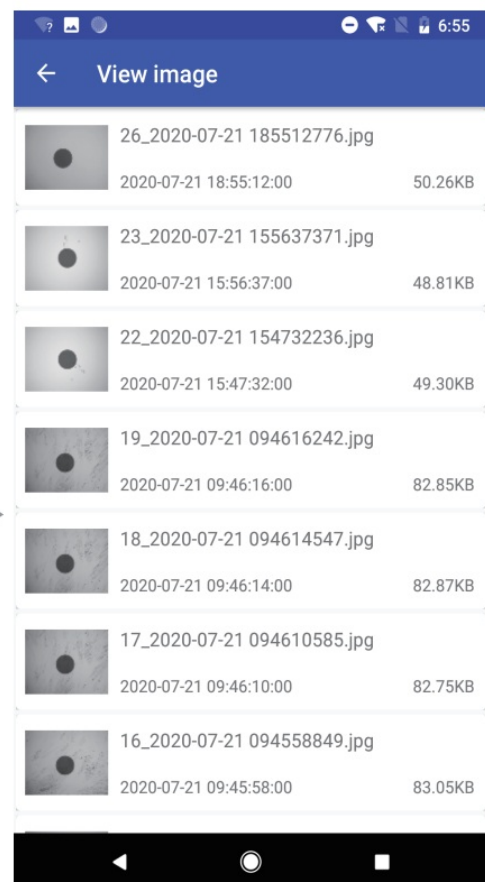 6:55
View image
26_2020-07-21 185512776.jpg
2020-07-21 18:55:12:00 50.26KB
23_2020-07-21 155637371.jpg
2020-07-21 15:56:37:00 48.81KB
22_2020-07-21 154732236.jpg
2020-07-21 15:47:32:00 49.30KB
19_2020-07-21 094616242.jpg
2020-07-21 09:46:16:00 82.85KB
18_2020-07-21 094614547.jpg
2020-07-21 09:46:14:00 82.87KB
17_2020-07-21 094610585.jpg
2020-07-21 09:46:10:00 82.75KB
16_2020-07-21 094558849.jpg
2020-07-21 09:45:58:00 83.05KB